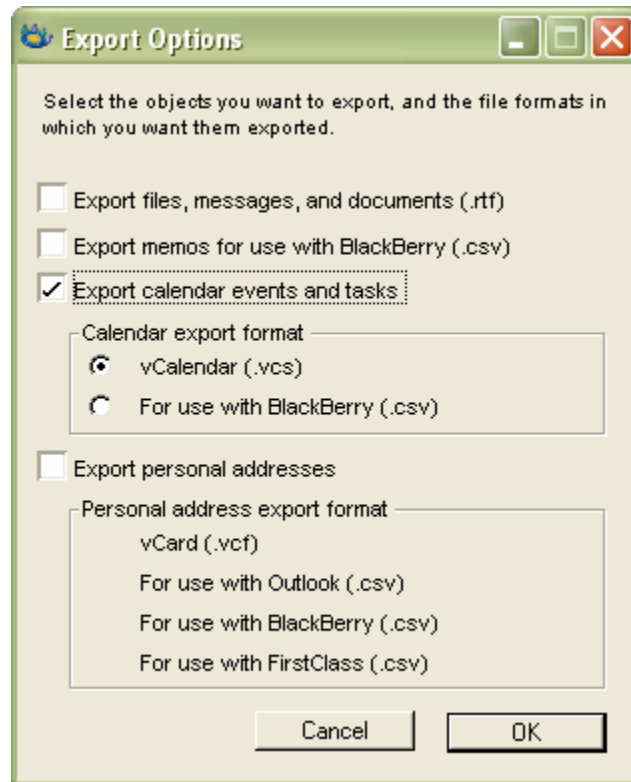 Export Options
Select the objects you want to export, and the file formats in
which you want them exported.
Export files, messages, and documents (.rtf)
Export memos for use with BlackBerry (.csv)
Export calendar events and tasks
Calendar export format
vCalendar (.vcs)
For use with BlackBerry (.csv)
Export personal addresses
Personal address export format
vCard (.vcf)
For use with Outlook (.csv)
For use with BlackBerry (.csv)
For use with FirstClass (.csv)
Cancel OK